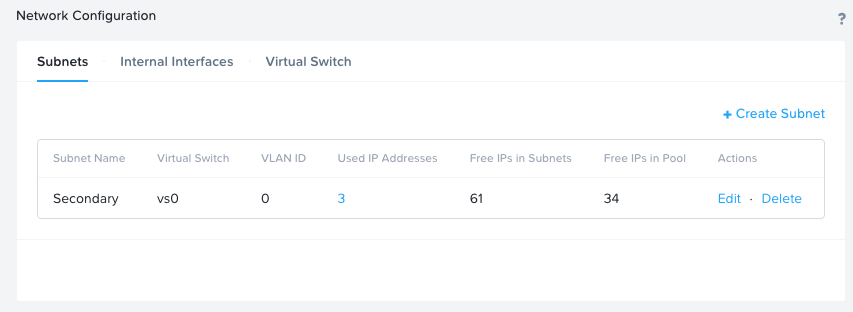 Network Configuration
?
Subnets · Internal Interfaces · Virtual Switch
+ Create Subnet
Subnet Name Virtual Switch VLAN ID Used IP Addresses Free IPs in Subnets Free IPs in Pool Actions
Secondary vs0 0 3 61 34 Edit · Delete